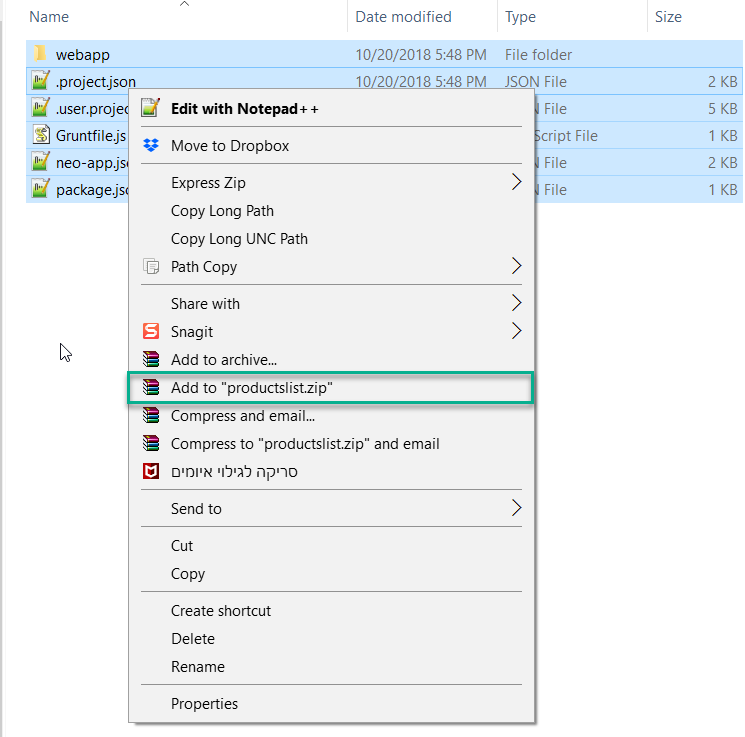 Name Date modified Type Size
webapp 10/20/2018 5:48 PM File folder
.project.json 10/20/2018 5:48 PM JSON File 2 KB
.user.projec N File 5 KB
Gruntfile.js Script File 1 KB
neo-app.jso N File 2 KB
package.jso N File 1 KB
Edit with Notepad++
Move to Dropbox
Express Zip
Copy Long Path
Copy Long UNC Path
Path Copy
Share with
Snagit
Add to archive...
Add to "productslist.zip"
Compress and email...
Compress to "productslist.zip" and email
סריקה לגילוי איומים
Send to
Cut
Copy
Create shortcut
Delete
Rename
Properties